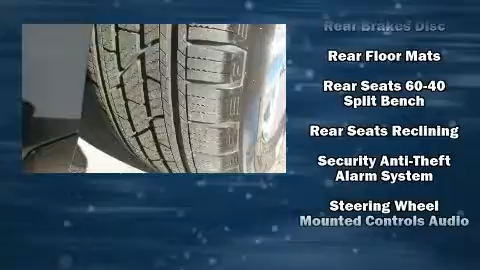 Rear Brakes Disc
Rear Floor Mats
Rear Seats 60-40
Split Bench
Rear Seats Reclining
Security Anti-Theft
Alarm System
Steering Wheel
Mounted Controls Audio